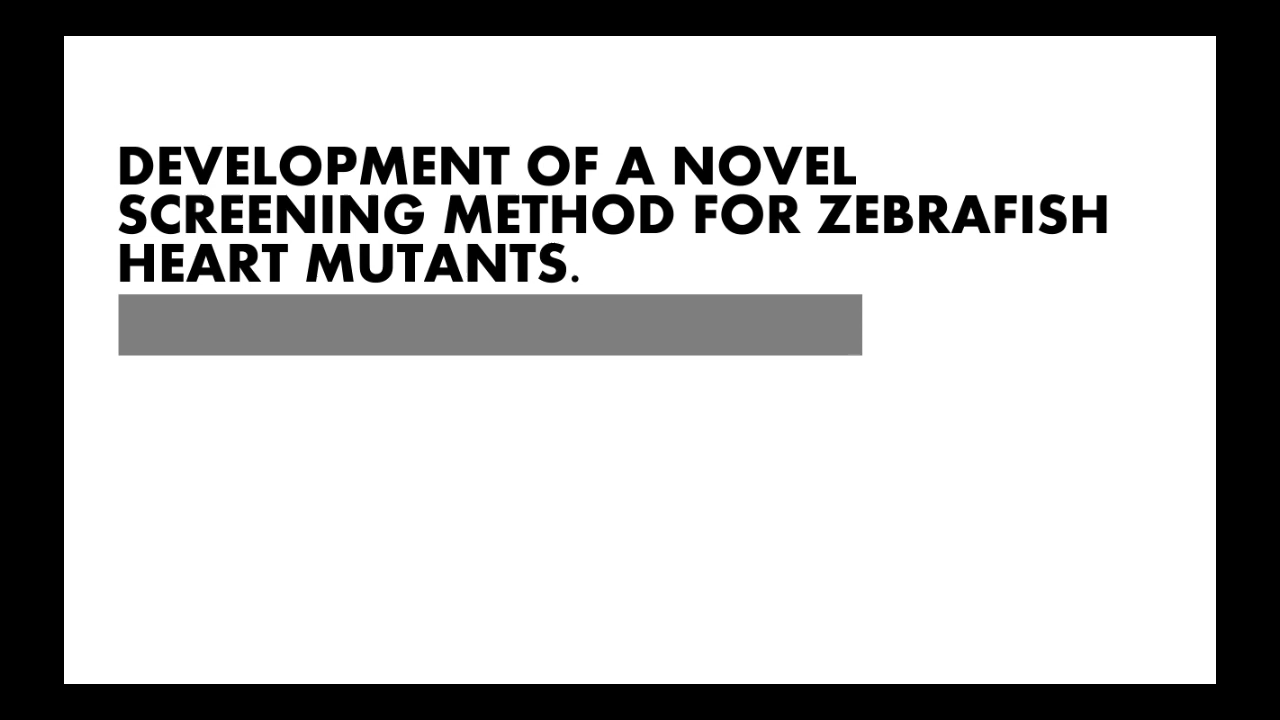 DEVELOPMENT OF A NOVEL
SCREENING METHOD FOR ZEBRAFISH
HEART MUTANTS.